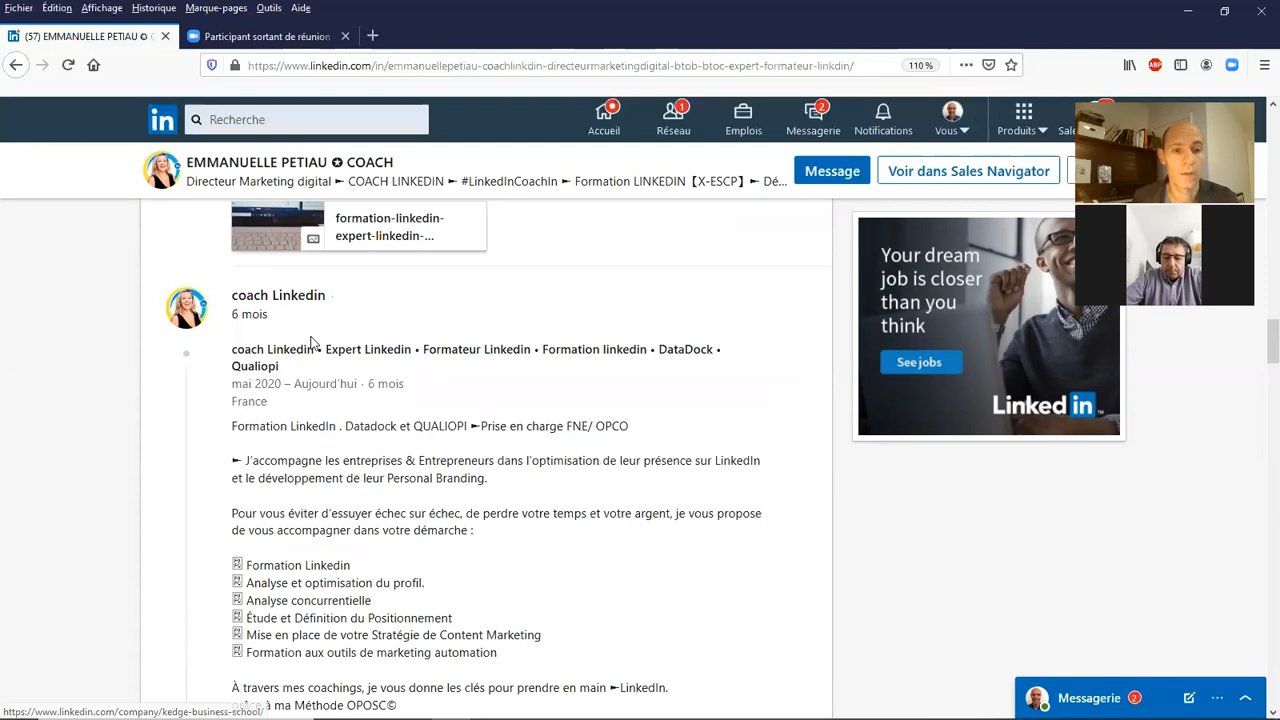 Fichier Édition Affichage Historique Marque-pages Outils Aide
(57) EMMANUELLE PETIAU ✪ C
Participant sortant de réunion
https://www.linkedin.com/in/emmanuellepetiau-coachlinkdin-directeurmarketingdigital-btob-btoc-expert-formateur-linkdin/
110 %
ABP
in
Recherche
Accueil
1
Réseau
Emplois
2
Messagerie
Notifications
Vous
Produits
EMMANUELLE PETIAU ✪ COACH
Directeur Marketing digital ► COACH LINKEDIN ► #LinkedInCoachIn ► Formation LINKEDIN【X-ESCP】► Dé...
Message
Voir dans Sales Navigator
formation-linkedin-
expert-linkedin-...
coach Linkedin
6 mois
coach Linkedin • Expert Linkedin • Formateur Linkedin • Formation linkedin • DataDock •
Qualiopi
mai 2020 – Aujourd'hui · 6 mois
France
Formation LinkedIn . Datadock et QUALIOPI ►Prise en charge FNE/ OPCO
► J'accompagne les entreprises & Entrepreneurs dans l'optimisation de leur présence sur LinkedIn
et le développement de leur Personal Branding.
Pour vous éviter d'essuyer échec sur échec, de perdre votre temps et votre argent, je vous propose
de vous accompagner dans votre démarche :
Formation Linkedin
Analyse et optimisation du profil.
Analyse concurrentielle
Étude et Définition du Positionnement
Mise en place de votre Stratégie de Content Marketing
Formation aux outils de marketing automation
À travers mes coachings, je vous donne les clés pour prendre en main ►LinkedIn.
grâce à ma Méthode OPOSC©
Your dream
job is closer
than you
think
See jobs
Linked in
Messagerie 2
https://www.linkedin.com/company/kedge-business-school/